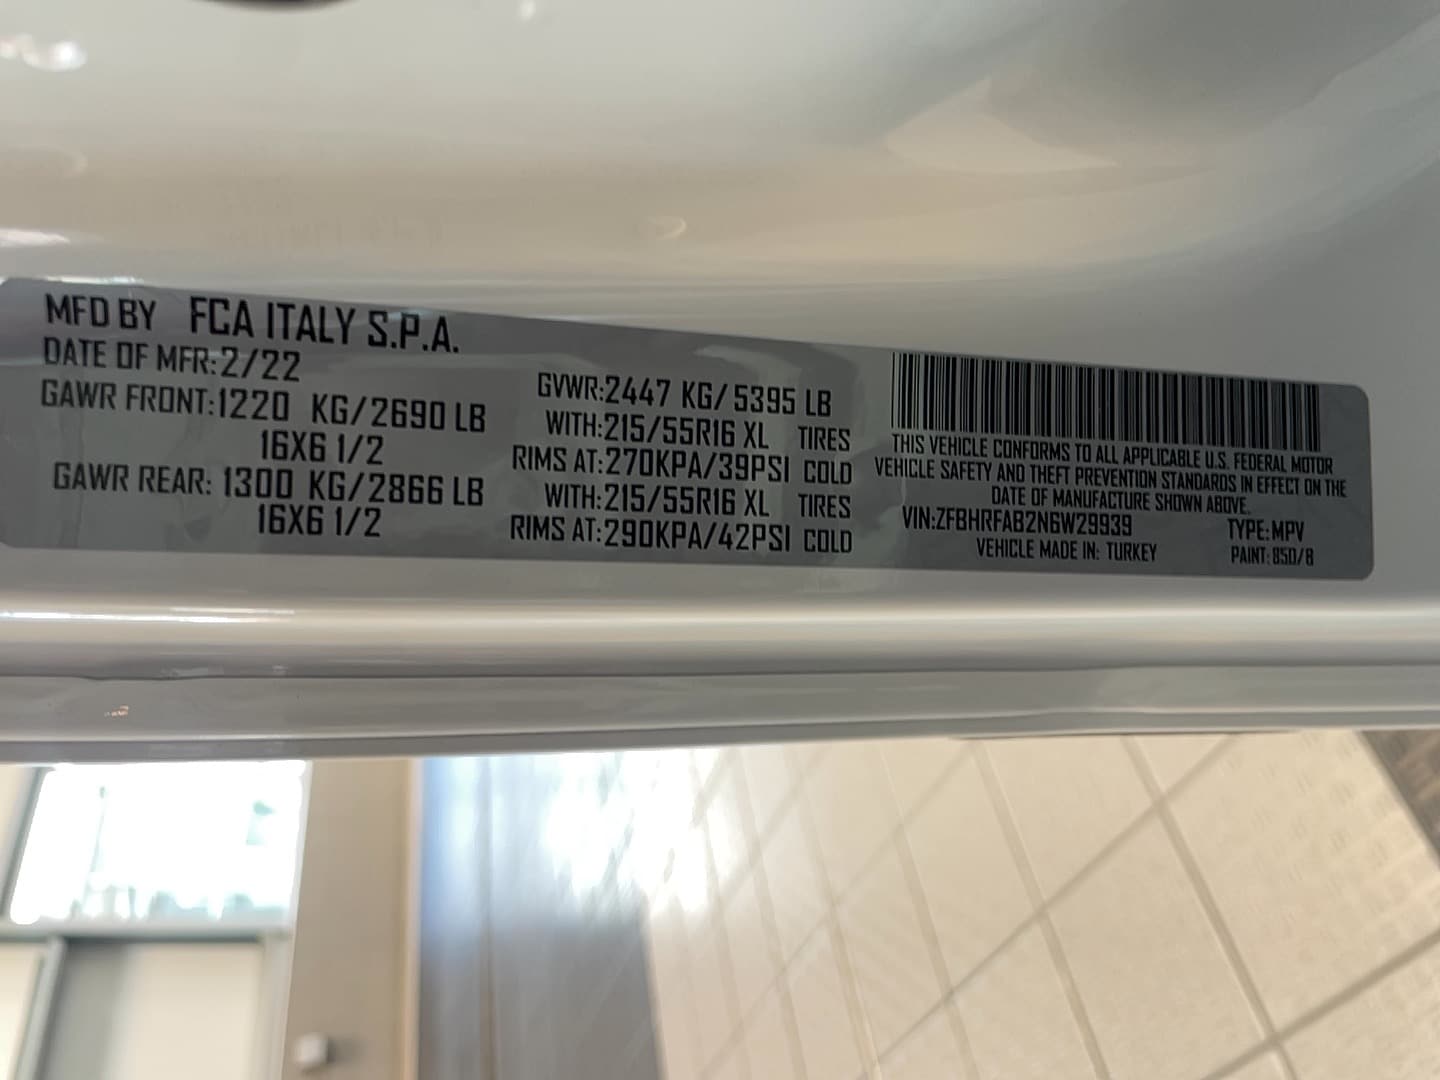 MFD BY FCA ITALY S.P.A.
DATE OF MFR:2/22
GAWR FRONT:1220 KG/2690 LB
16X6 1/2
GAWR REAR: 1300 KG/2866 LB
16X6 1/2
GVWR:2447 KG/5395 LB
WITH:215/55R16 XL TIRES
RIMS AT:270KPA/39PSI COLD
WITH:215/55R16 XL TIRES
RIMS AT:290KPA/42PSI COLD
THIS VEHICLE CONFORMS TO ALL APPLICABLE U.S. FEDERAL MOTOR
VEHICLE SAFETY AND THEFT PREVENTION STANDARDS IN EFFECT ON THE
DATE OF MANUFACTURE SHOWN ABOVE.
VIN:ZFBHRFAB2N6W29939 TYPE:MPV
VEHICLE MADE IN: TURKEY PAINT: 850/8